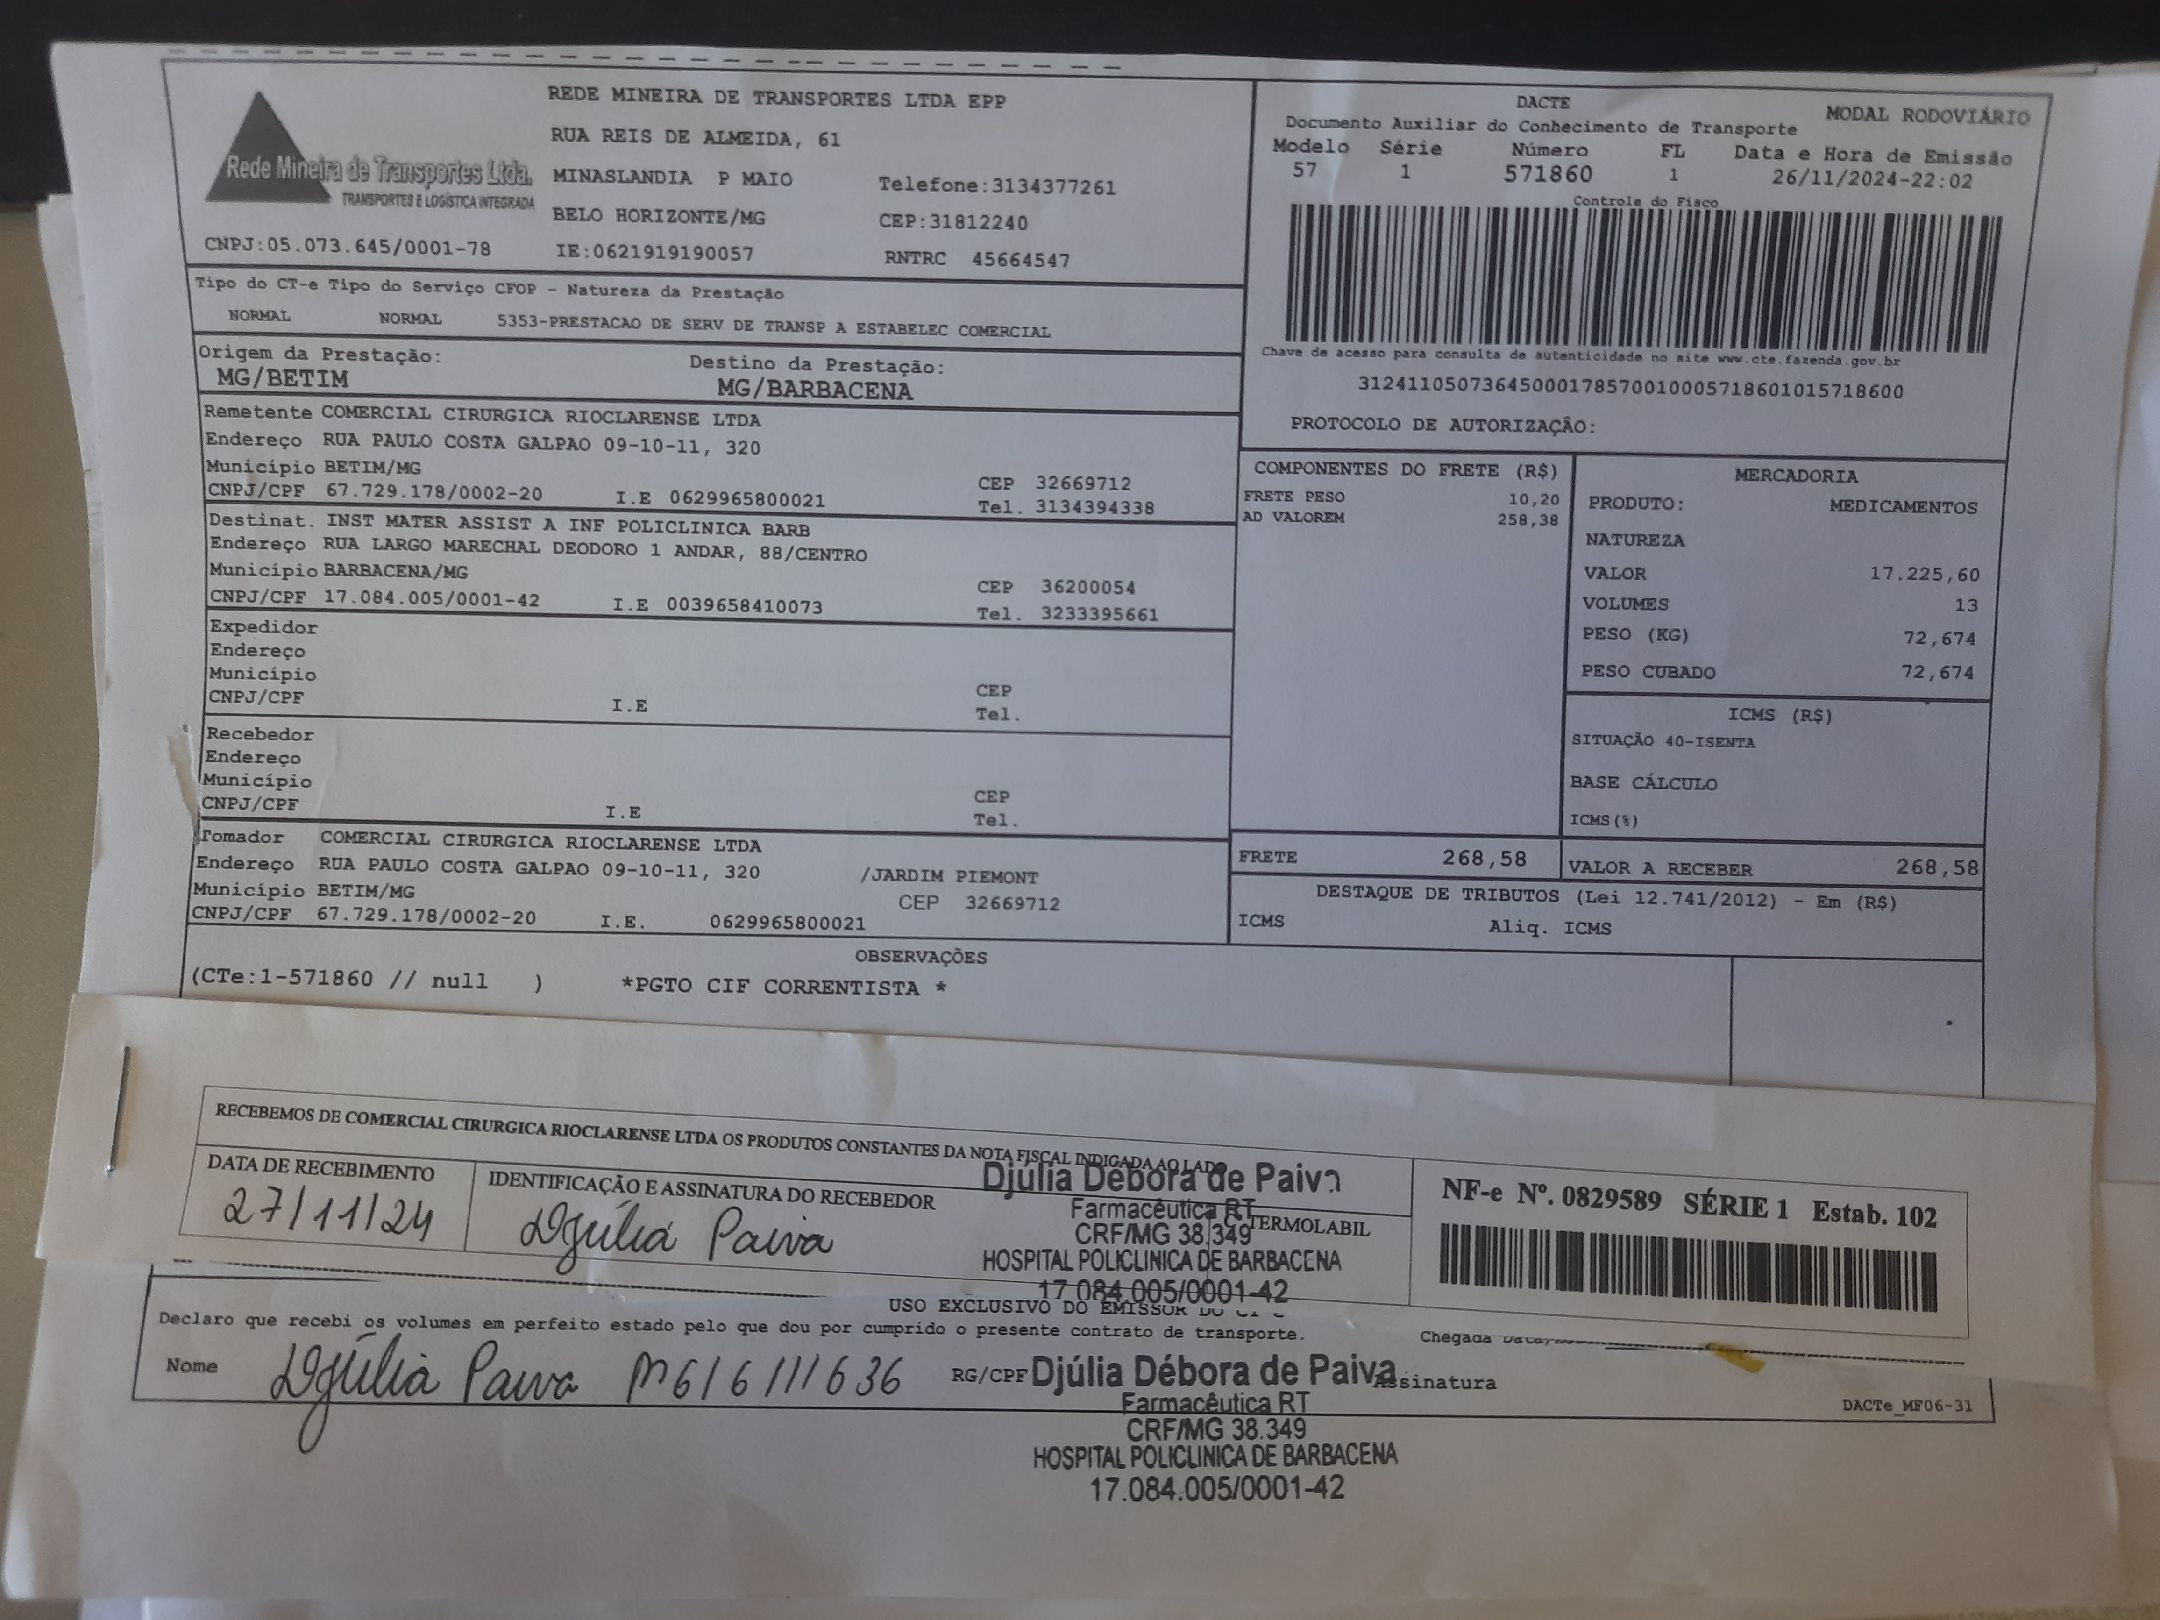 REDE MINEIRA DE TRANSPORTES LTDA EPP
RUA REIS DE ALMEIDA, 61
Rede Mineira de Transportes Ltda.
TRANSPORTES E LOGÍSTICA INTEGRADA
MINASLANDIA P MAIO Telefone:3134377261
BELO HORIZONTE/MG CEP:31812240
CNPJ:05.073.645/0001-78 IE:0621919190057 RNTRC 45664547
DACTE MODAL RODOVIÁRIO
Documento Auxiliar do Conhecimento de Transporte
Modelo Série Número FL Data e Hora de Emissão
57 1 571860 1 26/11/2024-22:02
Controle do Fisco
Chave de acesso para consulta de autenticidade no site www.cte.fazenda.gov.br
31241105073645000178570010005718601015718600
PROTOCOLO DE AUTORIZAÇÂO:
Tipo do CT-e Tipo do Serviço CFOP - Natureza da Prestação
NORMAL NORMAL 5353-PRESTACAO DE SERV DE TRANSP A ESTABELEC COMERCIAL
Origem da Prestação: Destino da Prestação:
MG/BETIM MG/BARBACENA
Remetente COMERCIAL CIRURGICA RIOCLARENSE LTDA
Endereço RUA PAULO COSTA GALPAO 09-10-11, 320
Município BETIM/MG CEP 32669712
CNPJ/CPF 67.729.178/0002-20 I.E 0629965800021 Tel. 3134394338
Destinat. INST MATER ASSIST A INF POLICLINICA BARB
Endereço RUA LARGO MARECHAL DEODORO 1 ANDAR, 88/CENTRO
Município BARBACENA/MG CEP 36200054
CNPJ/CPF 17.084.005/0001-42 I.E 0039658410073 Tel. 3233395661
Expedidor
Endereço
Município CEP
CNPJ/CPF I.E Tel.
Recebedor
Endereço
Município CEP
CNPJ/CPF I.E Tel.
Tomador COMERCIAL CIRURGICA RIOCLARENSE LTDA
Endereço RUA PAULO COSTA GALPAO 09-10-11, 320 /JARDIM PIEMONT
Município BETIM/MG CEP 32669712
CNPJ/CPF 67.729.178/0002-20 I.E. 0629965800021
COMPONENTES DO FRETE (R$)
FRETE PESO 10,20
AD VALOREM 258,38
MERCADORIA
PRODUTO: MEDICAMENTOS
NATUREZA
VALOR 17.225,60
VOLUMES 13
PESO (KG) 72,674
PESO CUBADO 72,674
ICMS (R$)
SITUAÇÃO 40-ISENTA
BASE CÁLCULO
ICMS(%)
FRETE 268,58 VALOR A RECEBER 268,58
DESTAQUE DE TRIBUTOS (Lei 12.741/2012) - Em (R$)
ICMS Aliq. ICMS
OBSERVAÇÕES
(CTe:1-571860 // null ) *PGTO CIF CORRENTISTA *
RECEBEMOS DE COMERCIAL CIRURGICA RIOCLARENSE LTDA OS PRODUTOS CONSTANTES DA NOTA FISCAL INDIGADA AO LADO
DATA DE RECEBIMENTO IDENTIFICAÇÃO E ASSINATURA DO RECEBEDOR
27/11/24 Djúlia Paiva
Djúlia Débora de Paiva
Farmacêutica RT
CRF/MG 38.349
TERMOLABIL
HOSPITAL POLICLINICA DE BARBACENA
17.084.005/0001-42
NF-e Nº. 0829589 SÉRIE 1 Estab. 102
USO EXCLUSIVO DO EMISSOR DO
Declaro que recebi os volumes em perfeito estado pelo que dou por cumprido o presente contrato de transporte. Chegada
Nome Djúlia Paiva RG/CPF Assinatura
Djúlia Débora de Paiva
Farmacêutica RT
CRF/MG 38.349
HOSPITAL POLICLINICA DE BARBACENA
17.084.005/0001-42
DACTe_MF06-31